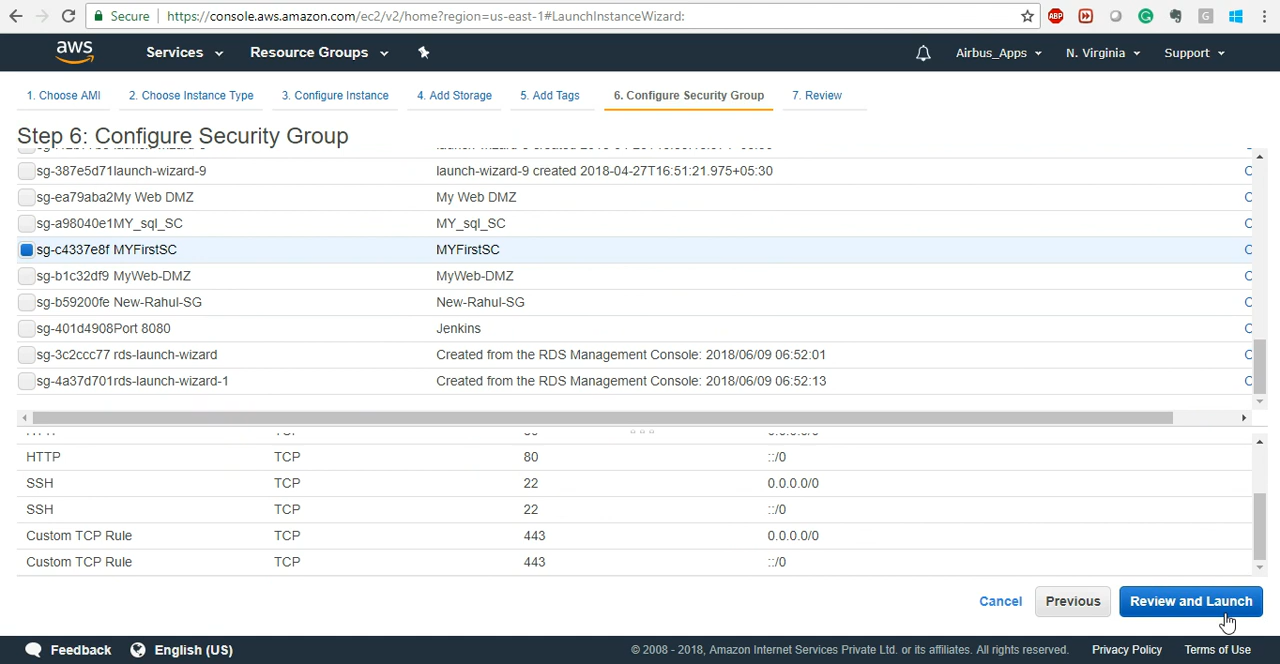 Secure https://console.aws.amazon.com/ec2/v2/home?region=us-east-1#LaunchInstanceWizard:
ABP G
aws Services Resource Groups Airbus_Apps N. Virginia Support
1. Choose AMI 2. Choose Instance Type 3. Configure Instance 4. Add Storage 5. Add Tags 6. Configure Security Group 7. Review
Step 6: Configure Security Group
sg-387e5d71launch-wizard-9 launch-wizard-9 created 2018-04-27T16:51:21.975+05:30
sg-ea79aba2My Web DMZ My Web DMZ
sg-a98040e1MY_sql_SC MY_sql_SC
sg-c4337e8f MYFirstSC MYFirstSC
sg-b1c32df9 MyWeb-DMZ MyWeb-DMZ
sg-b59200fe New-Rahul-SG New-Rahul-SG
sg-401d4908Port 8080 Jenkins
sg-3c2ccc77 rds-launch-wizard Created from the RDS Management Console: 2018/06/09 06:52:01
sg-4a37d701rds-launch-wizard-1 Created from the RDS Management Console: 2018/06/09 06:52:13
HTTP TCP 80 ::/0
SSH TCP 22 0.0.0.0/0
SSH TCP 22 ::/0
Custom TCP Rule TCP 443 0.0.0.0/0
Custom TCP Rule TCP 443 ::/0
Cancel Previous Review and Launch
Feedback English (US) © 2008 - 2018, Amazon Internet Services Private Ltd. or its affiliates. All rights reserved. Privacy Policy Terms of Use